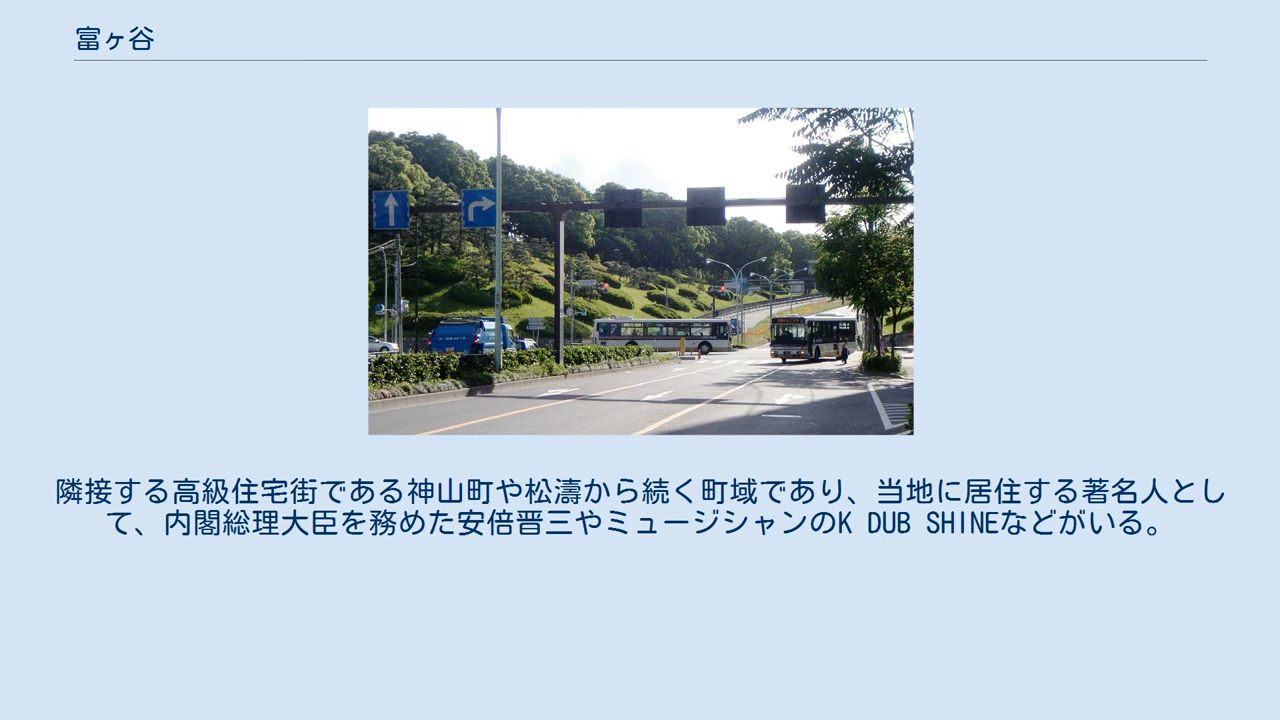 富ヶ谷
隣接する高級住宅街である神山町や松濤から続く町域であり、当地に居住する著名人とし
て、内閣総理大臣を務めた安倍晋三やミュージシャンのK DUB SHINEなどがいる。